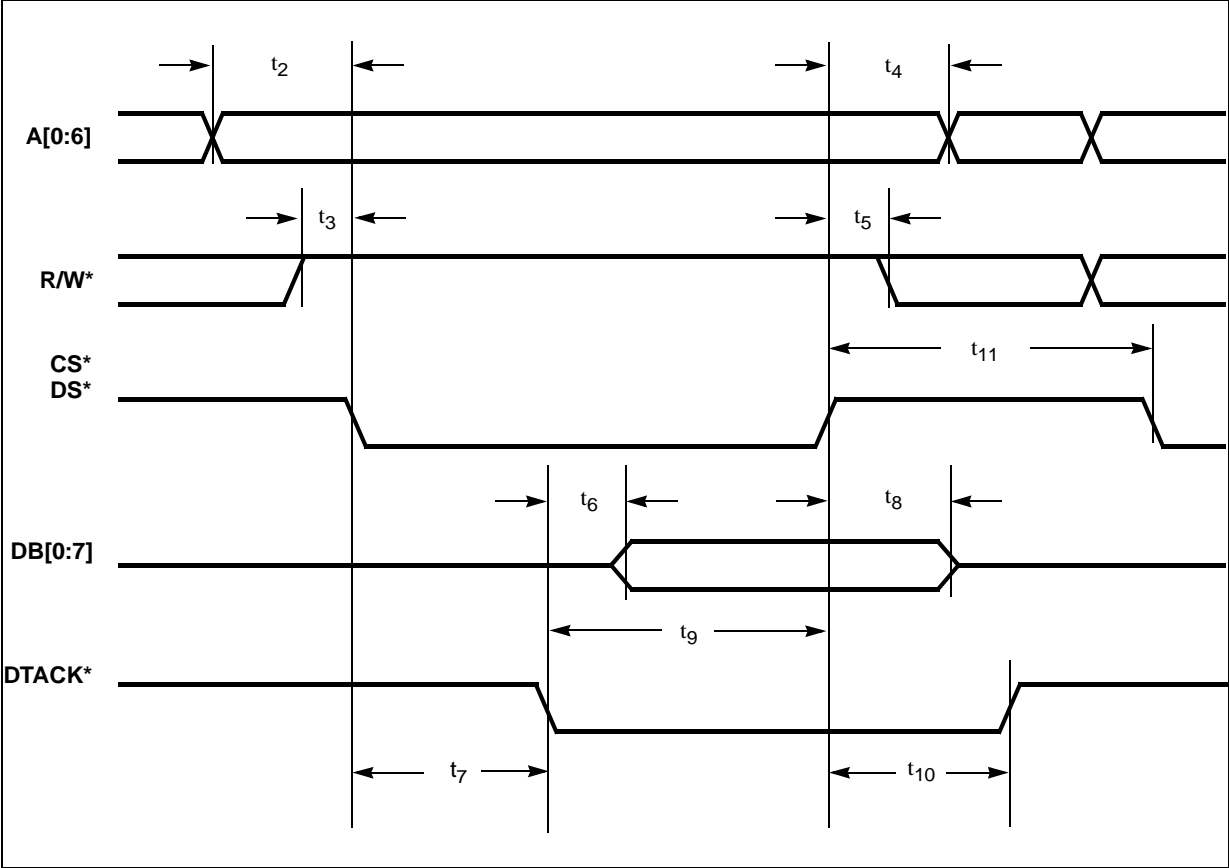 t2
t4
A[0:6]
t3
t5
R/W*
t11
CS*
DS*
t6
t8
DB[0:7]
t9
DTACK*
t7
t10